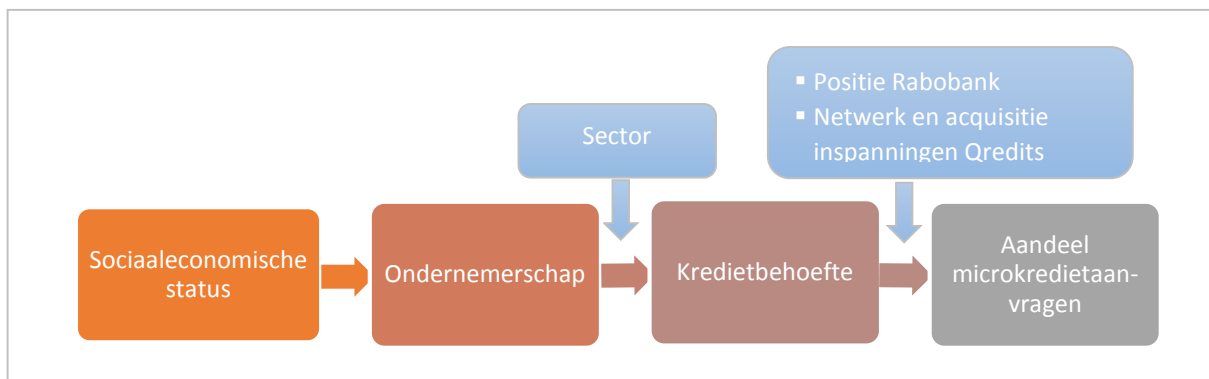 ▪ Positie Rabobank
▪ Netwerk en acquisitie
inspanningen Qredits
Sector
Sociaaleconomische
status
Ondernemerschap
Kredietbehoefte
Aandeel
microkredietaan-
vragen